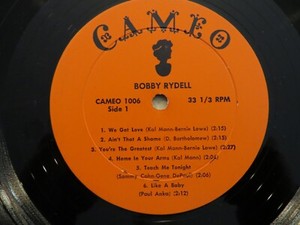 CAMEO
BOBBY RYDELL
CAMEO 1006
33 1/3 RPM
Side 1
1. We Got Love (Kal Mann-Bernie Lowe) (2:15)
2. Ain't That A Shame (D. Bartholomew) (2:15)
3. You're The Greatest (Kal Mann-Bernie Lowe) (2:27)
4. Home In Your Arms (Kal Mann) (2:04)
5. Teach Me Tonight
(Sammy Cahn-Gene DePaul) (2:06)
6. Like A Baby
(Paul Anka) (2:12)